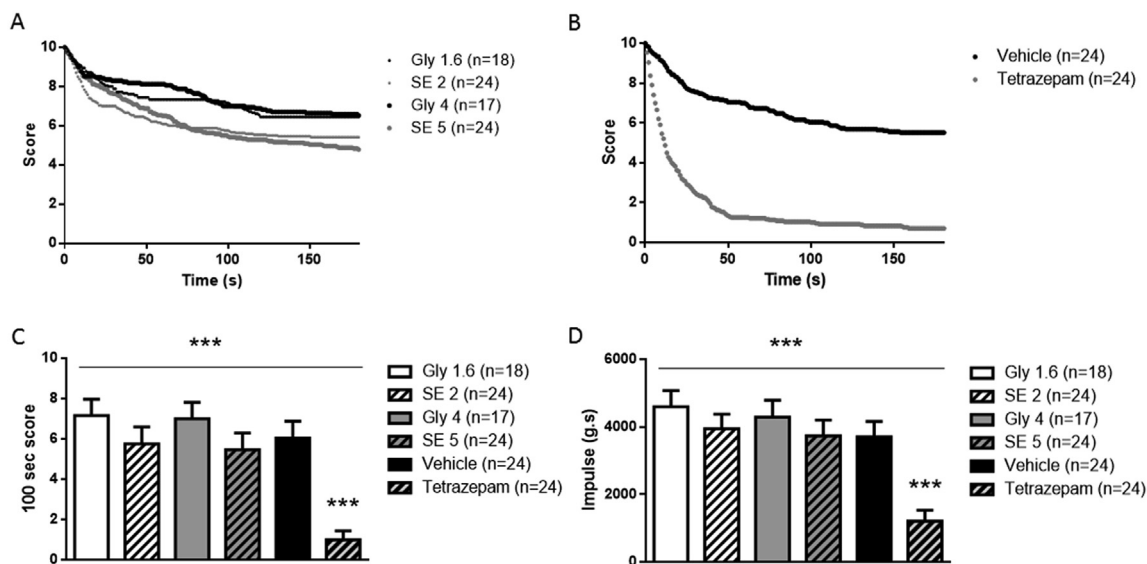 A
10
8
6
4
2
0
Score
0
50
100
150
Time (s)
Gly 1.6 (n=18)
SE 2 (n=24)
Gly 4 (n=17)
SE 5 (n=24)
B
10
8
6
4
2
0
Score
0
50
100
150
Time (s)
Vehicle (n=24)
Tetrazepam (n=24)
C
***
10
8
6
4
2
0
100 sec score
***
Gly 1.6 (n=18)
SE 2 (n=24)
Gly 4 (n=17)
SE 5 (n=24)
Vehicle (n=24)
Tetrazepam (n=24)
D
***
6000
4000
2000
0
Impulse (g.s)
***
Gly 1.6 (n=18)
SE 2 (n=24)
Gly 4 (n=17)
SE 5 (n=24)
Vehicle (n=24)
Tetrazepam (n=24)